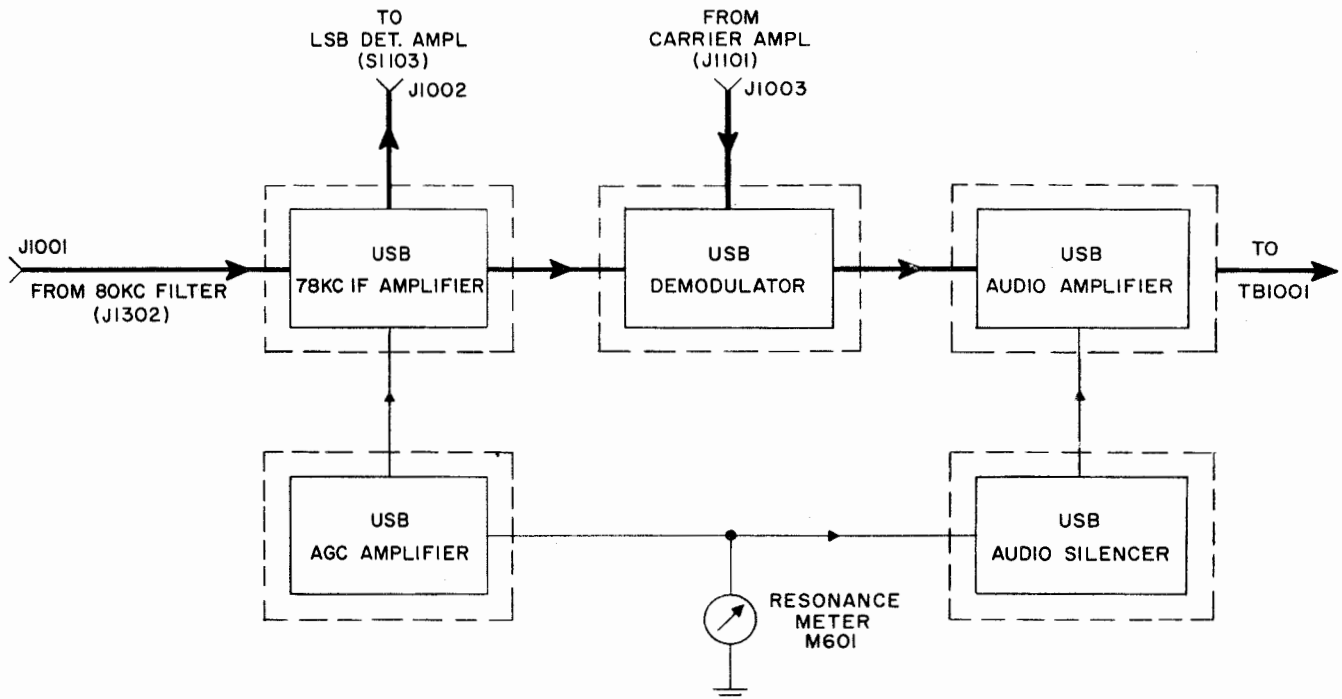 TO
LSB DET. AMPL
(S1103)
J1002
FROM
CARRIER AMPL
(J1101)
J1003
J1001
FROM 80KC FILTER
(J1302)
USB
78KC IF AMPLIFIER
USB
DEMODULATOR
USB
AUDIO AMPLIFIER
TO
TB1001
USB
AGC AMPLIFIER
USB
AUDIO SILENCER
RESONANCE
METER
M601